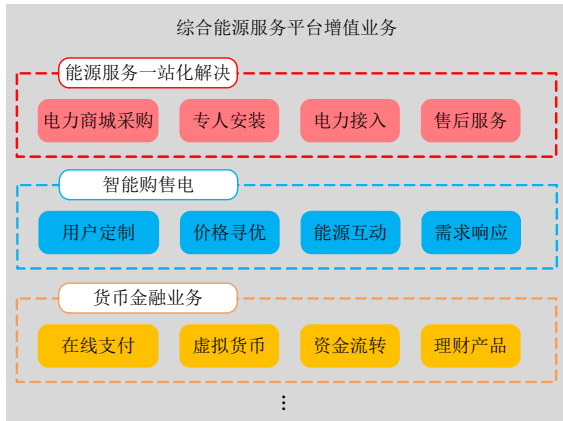 综合能源服务平台增值业务
能源服务一站化解决
电力商城采购 专人安装 电力接入 售后服务
智能购售电
用户定制 价格寻优 能源互动 需求响应
货币金融业务
在线支付 虚拟货币 资金流转 理财产品
⋮